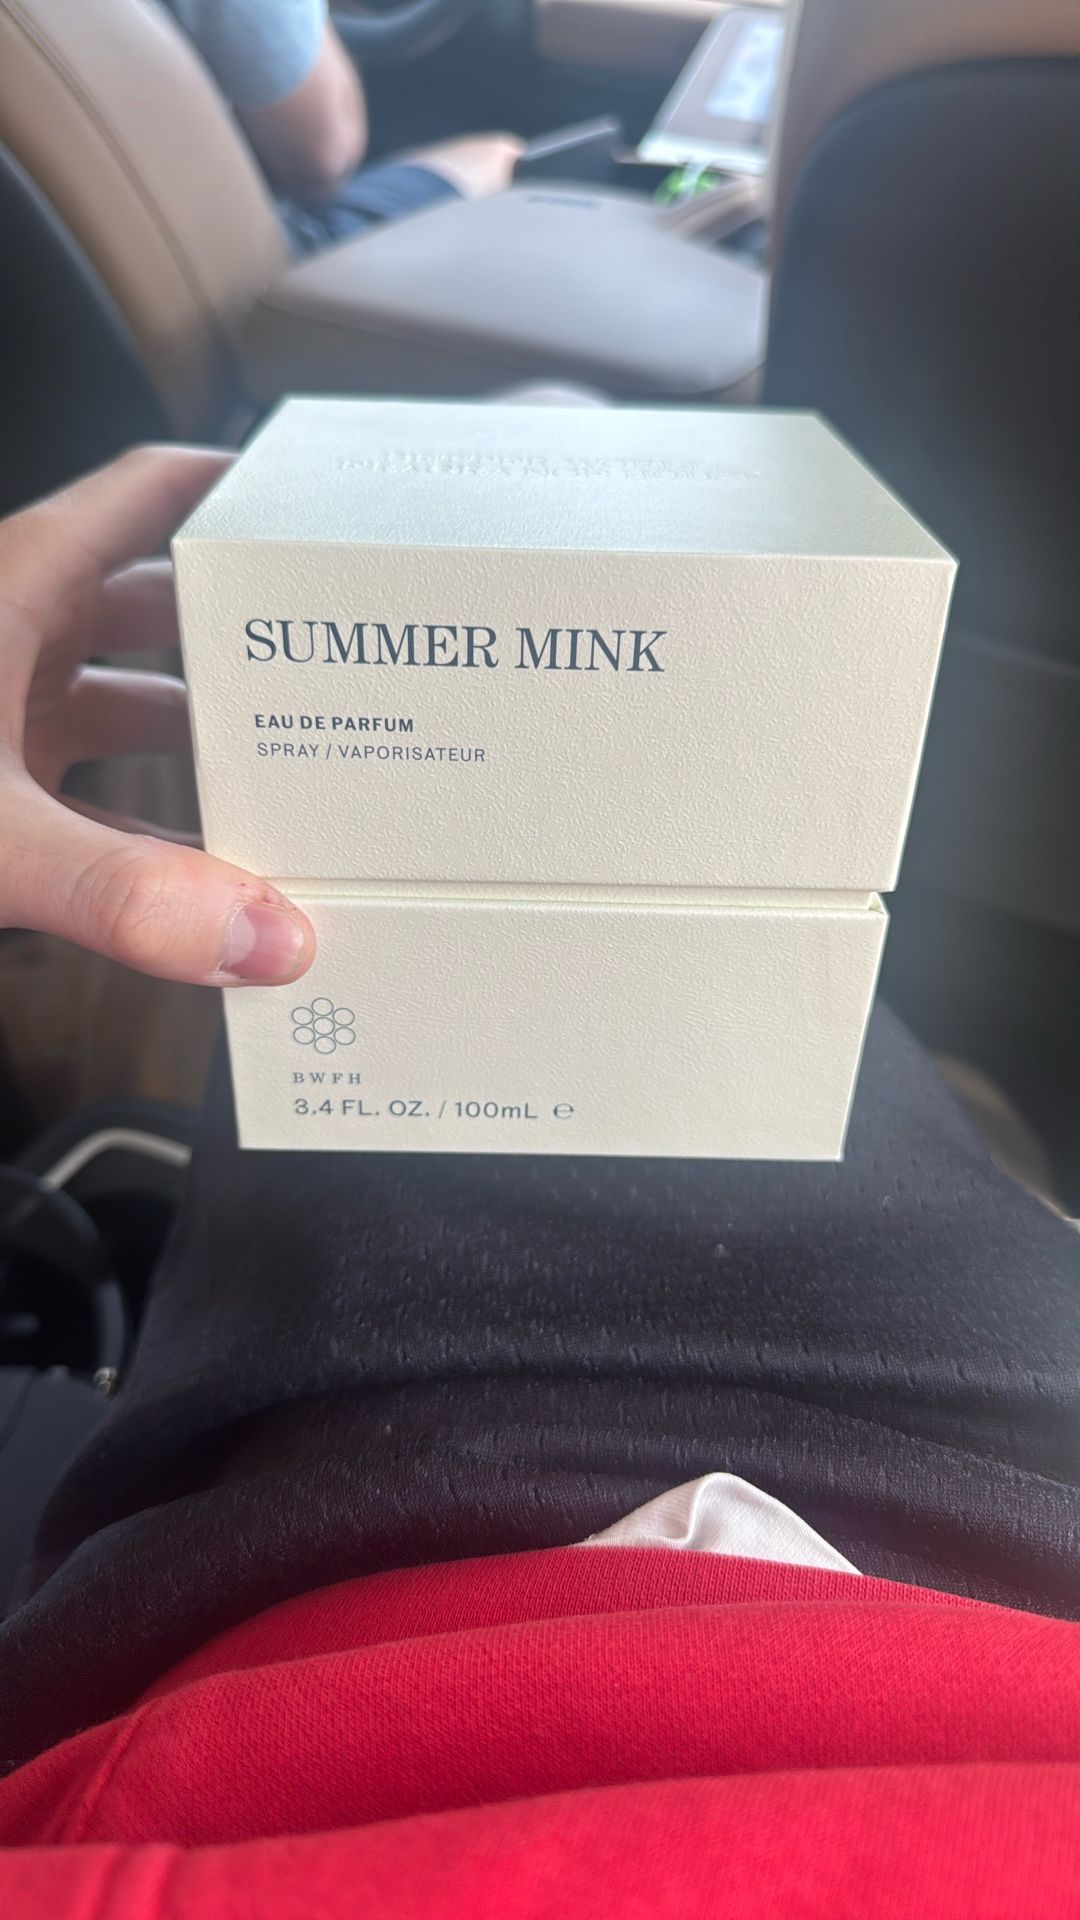 SUMMER MINK
EAU DE PARFUM
SPRAY / VAPORISATEUR
BWFH
3.4 FL. OZ. / 100mL ℮